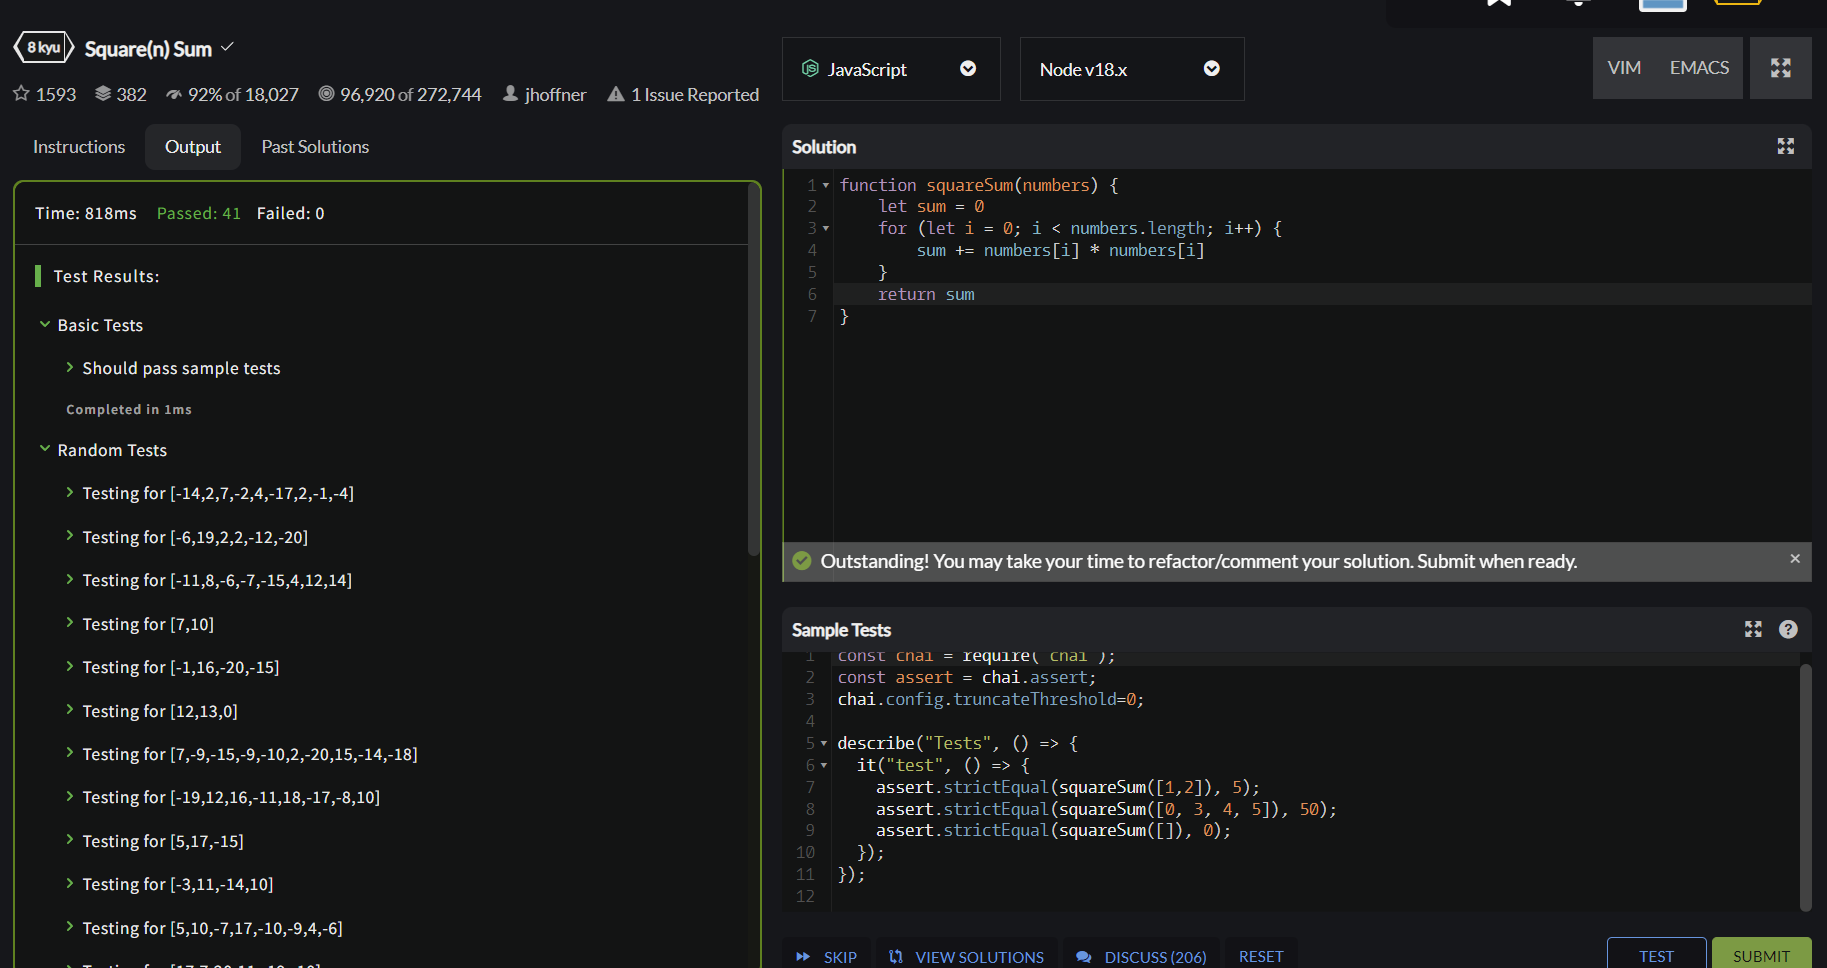 8 kyu Square(n) Sum
1593 382 92% of 18,027 96,920 of 272,744 jhoffner 1 Issue Reported
Instructions Output Past Solutions
Time: 818ms Passed: 41 Failed: 0
Test Results:
Basic Tests
Should pass sample tests
Completed in 1ms
Random Tests
Testing for [-14,2,7,-2,4,-17,2,-1,-4]
Testing for [-6,19,2,2,-12,-20]
Testing for [-11,8,-6,-7,-15,4,12,14]
Testing for [7,10]
Testing for [-1,16,-20,-15]
Testing for [12,13,0]
Testing for [7,-9,-15,-9,-10,2,-20,15,-14,-18]
Testing for [-19,12,16,-11,18,-17,-8,10]
Testing for [5,17,-15]
Testing for [-3,11,-14,10]
Testing for [5,10,-7,17,-10,-9,4,-6]
JavaScript Node v18.x VIM EMACS
Solution
1 function squareSum(numbers) {
2 let sum = 0
3 for (let i = 0; i < numbers.length; i++) {
4 sum += numbers[i] * numbers[i]
5 }
6 return sum
7 }
Outstanding! You may take your time to refactor/comment your solution. Submit when ready.
Sample Tests
1 const chai = require( chai );
2 const assert = chai.assert;
3 chai.config.truncateThreshold=0;
4
5 describe("Tests", () => {
6 it("test", () => {
7 assert.strictEqual(squareSum([1,2]), 5);
8 assert.strictEqual(squareSum([0, 3, 4, 5]), 50);
9 assert.strictEqual(squareSum([]), 0);
10 });
11 });
12
SKIP VIEW SOLUTIONS DISCUSS (206) RESET TEST SUBMIT